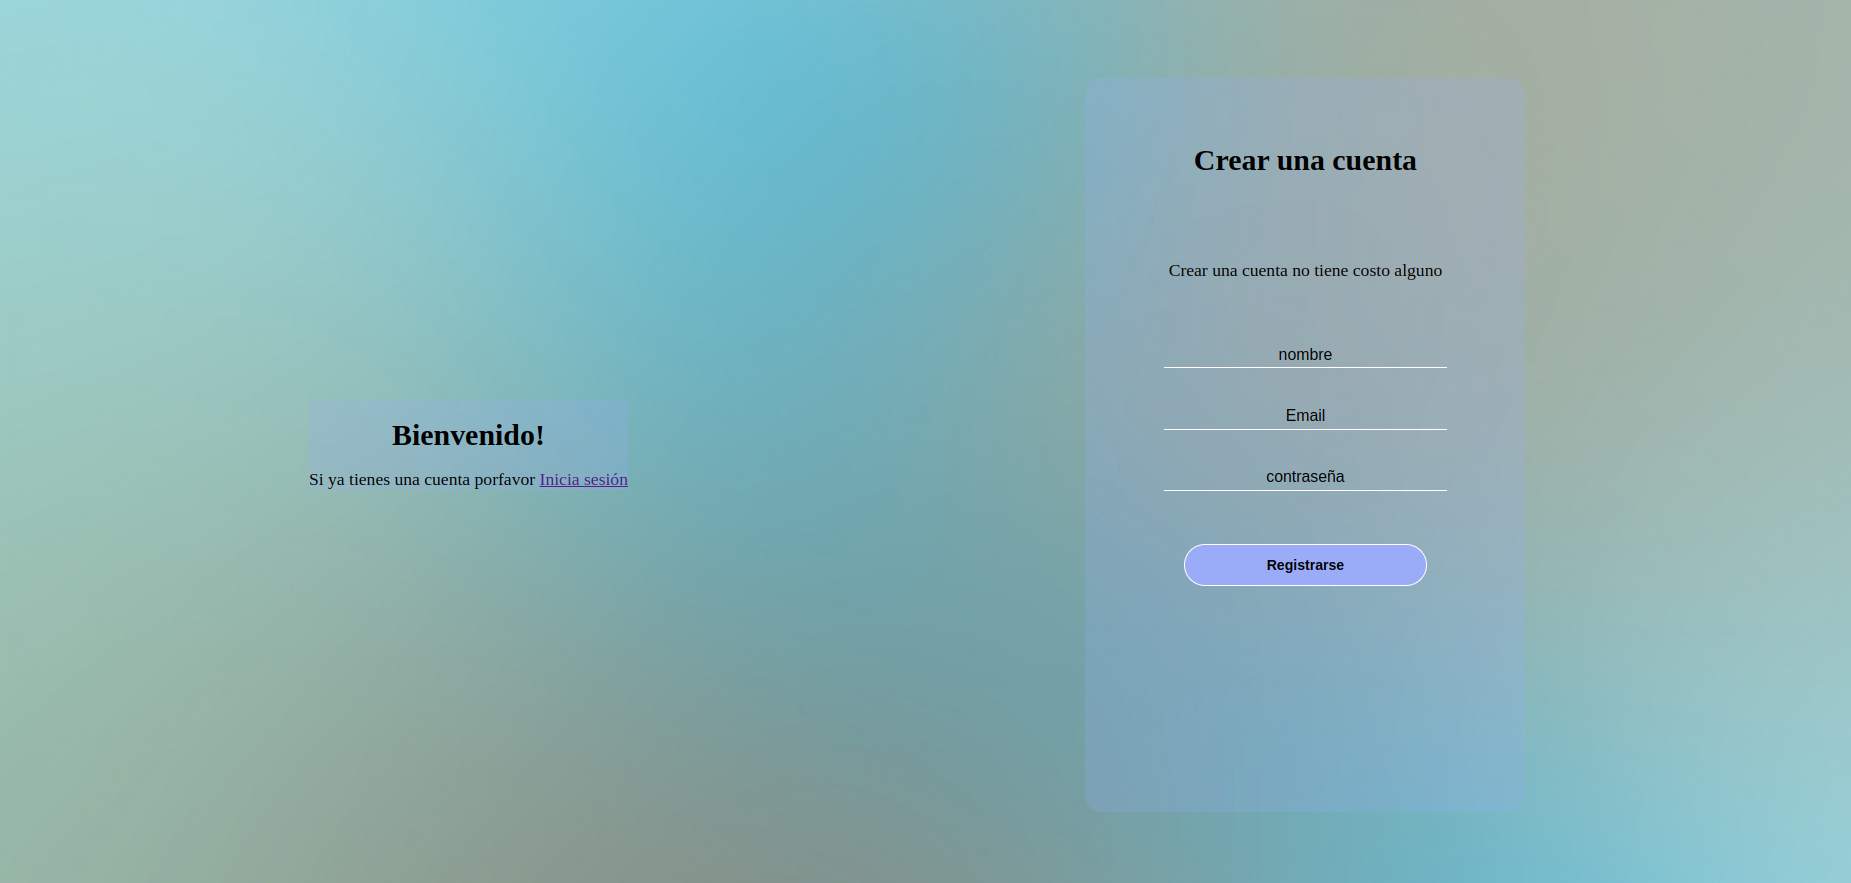 Bienvenido!
Si ya tienes una cuenta porfavor Inicia sesión
Crear una cuenta
Crear una cuenta no tiene costo alguno
nombre
Email
contraseña
Registrarse